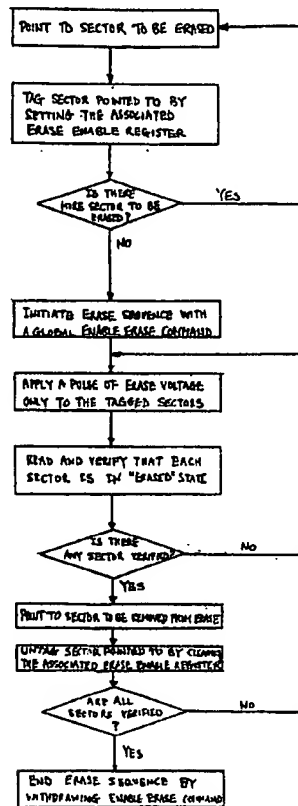 POINT TO SECTOR TO BE ERASED
TAG SECTOR POINTED TO BY
SETTING THE ASSOCIATED
ERASE ENABLE REGISTER
IS THERE
MORE SECTOR TO BE
ERASED?
YES
NO
INITIATE ERASE SEQUENCE WITH
A GLOBAL ENABLE ERASE COMMAND
APPLY A PULSE OF ERASE VOLTAGE
ONLY TO THE TAGGED SECTORS
READ AND VERIFY THAT EACH
SECTOR IS IN "ERASED" STATE
IS THERE
ANY SECTOR VERIFIED?
NO
YES
POINT TO SECTOR TO BE REMOVED FROM ERASE
UNTAG SECTOR POINTED TO BY CLEARING
THE ASSOCIATED ERASE ENABLE REGISTER
ARE ALL
SECTORS VERIFIED
?
NO
YES
END ERASE SEQUENCE BY
WITHDRAWING ENABLE ERASE COMMAND